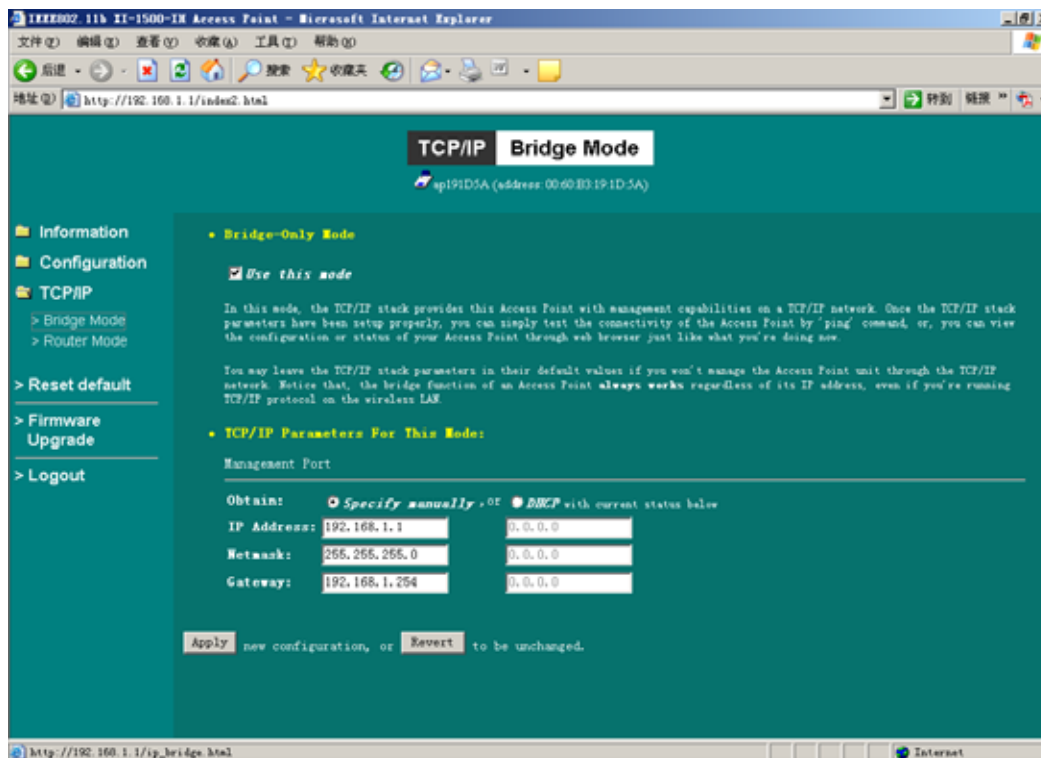 IEEE802.11b XI-1500-IH Access Point - Microsoft Internet Explorer
文件(F) 编辑(E) 查看(V) 收藏(A) 工具(T) 帮助(H)
后退 搜索 收藏夹
地址(D) http://192.168.1.1/index2.html 转到 链接 »
TCP/IP Bridge Mode
ap191D5A (address: 00:60:B3:19:1D:5A)
Information
Configuration
TCP/IP
> Bridge Mode
> Router Mode
> Reset default
> Firmware
Upgrade
> Logout
• Bridge-Only Mode
Use this mode
In this mode, the TCP/IP stack provides this Access Point with management capabilities on a TCP/IP network. Once the TCP/IP stack
parameters have been setup properly, you can simply test the connectivity of the Access Point by 'ping' command, or, you can view
the configuration or status of your Access Point through web browser just like what you're doing now.
You may leave the TCP/IP stack parameters in their default values if you won't manage the Access Point unit through the TCP/IP
network. Notice that, the bridge function of an Access Point always works regardless of its IP address, even if you're running
TCP/IP protocol on the wireless LAN.
• TCP/IP Parameters For This Mode:
Management Port
Obtain: Specify manually, or DHCP with current status below
IP Address: 192.168.1.1 0.0.0.0
Netmask: 255.255.255.0 0.0.0.0
Gateway: 192.168.1.254 0.0.0.0
Apply new configuration, or Revert to be unchanged.
http://192.168.1.1/ip_bridge.html Internet